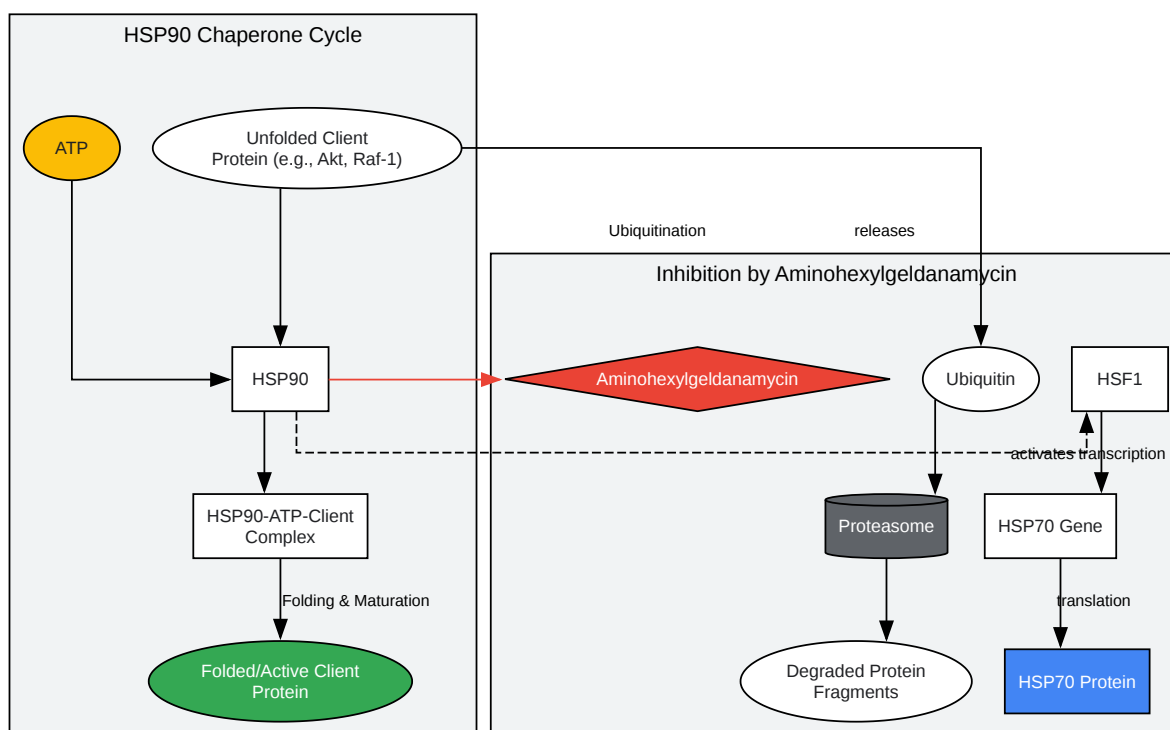 HSP90 Chaperone Cycle
ATP
Unfolded Client
Protein (e.g., Akt, Raf-1)
Ubiquitination
releases
Inhibition by Aminohexylgeldanamycin
HSP90
Aminohexylgeldanamycin
Ubiquitin
HSF1
activates transcription
HSP90-ATP-Client
Complex
Proteasome
HSP70 Gene
Folding & Maturation
translation
Folded/Active Client
Protein
Degraded Protein
Fragments
HSP70 Protein